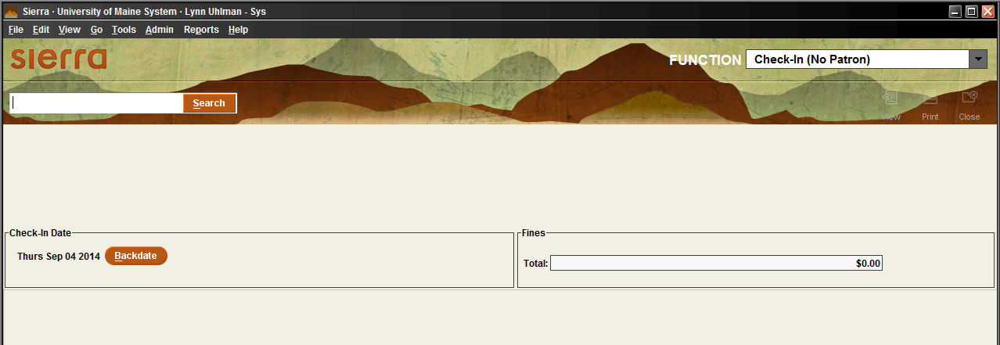 Sierra · University of Maine System · Lynn Uhlman - Sys
File Edit View Go Tools Admin Reports Help
sierra
FUNCTION Check-In (No Patron)
Search
View Print Close
Check-In Date
Thurs Sep 04 2014 Backdate
Fines
Total: $0.00